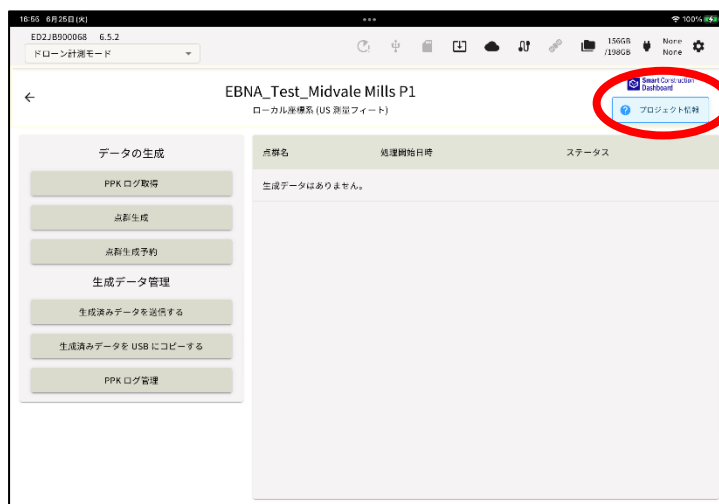 16:55 6月25日(火)
100%
ED2JB900068 6.5.2
ドローン計測モード
156GB
/198GB
None
None
EBNA_Test_Midvale Mills P1
ローカル座標系 (US 測量フィート)
Smart Construction
Dashboard
プロジェクト情報
データの生成
PPK ログ取得
点群生成
点群生成予約
生成データ管理
生成済みデータを送信する
生成済みデータを USB にコピーする
PPK ログ管理
点群名 処理開始日時 ステータス
生成データはありません。